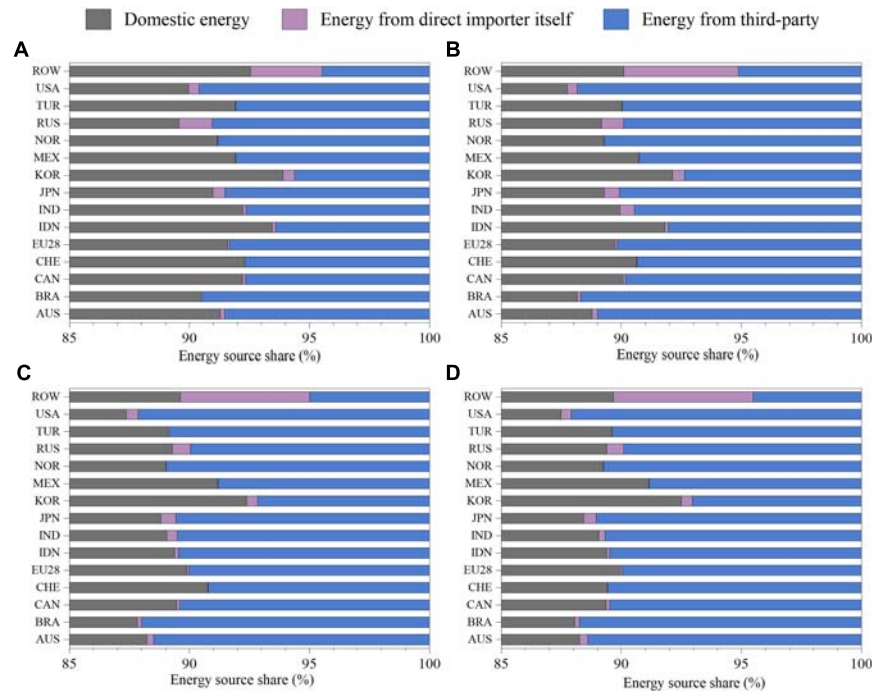 Domestic energy Energy from direct importer itself Energy from third-party
A
ROW
USA
TUR
RUS
NOR
MEX
KOR
JPN
IND
IDN
EU28
CHE
CAN
BRA
AUS
85 90 95 100
Energy source share (%)
B
ROW
USA
TUR
RUS
NOR
MEX
KOR
JPN
IND
IDN
EU28
CHE
CAN
BRA
AUS
85 90 95 100
Energy source share (%)
C
ROW
USA
TUR
RUS
NOR
MEX
KOR
JPN
IND
IDN
EU28
CHE
CAN
BRA
AUS
85 90 95 100
Energy source share (%)
D
ROW
USA
TUR
RUS
NOR
MEX
KOR
JPN
IND
IDN
EU28
CHE
CAN
BRA
AUS
85 90 95 100
Energy source share (%)